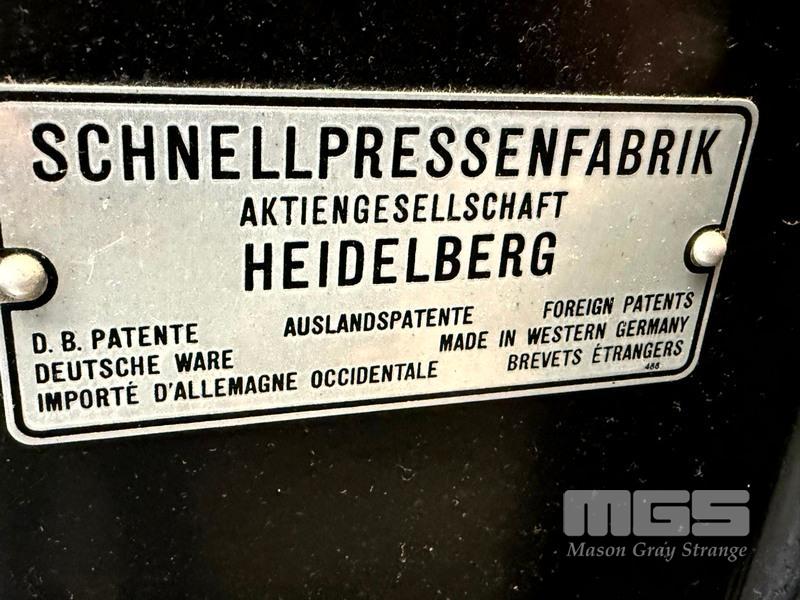 SCHNELLPRESSENFABRIK
AKTIENGESELLSCHAFT
HEIDELBERG
D. B. PATENTE AUSLANDSPATENTE FOREIGN PATENTS
DEUTSCHE WARE MADE IN WESTERN GERMANY
IMPORTÉ D'ALLEMAGNE OCCIDENTALE BREVETS ÉTRANGERS
488
MGS
Mason Gray Strange